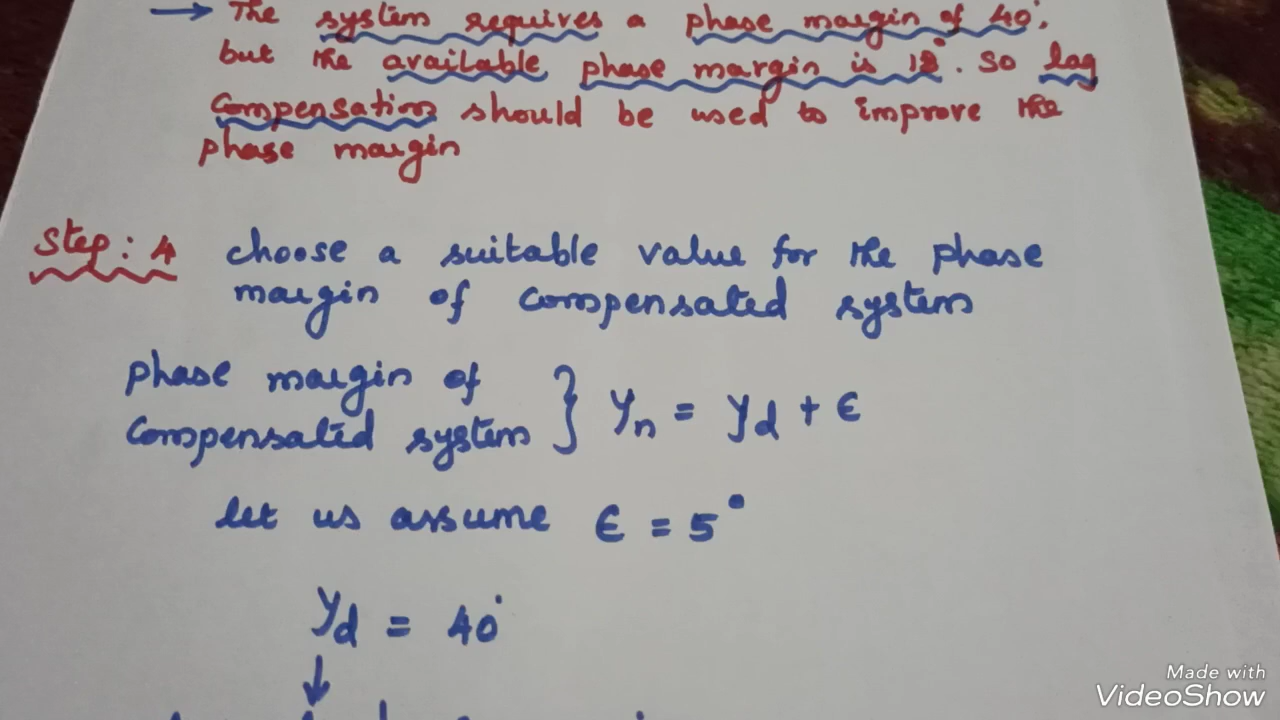 → The system requires a phase margin of 40°,
but the available phase margin is 18°. So lag
compensation should be used to improve the
phase margin
Step: 4 choose a suitable value for the phase
margin of compensated system
phase margin of
compensated system } γn = γd + ϵ
let us assume ϵ = 5°
γd = 40°
↓
Made with
VideoShow